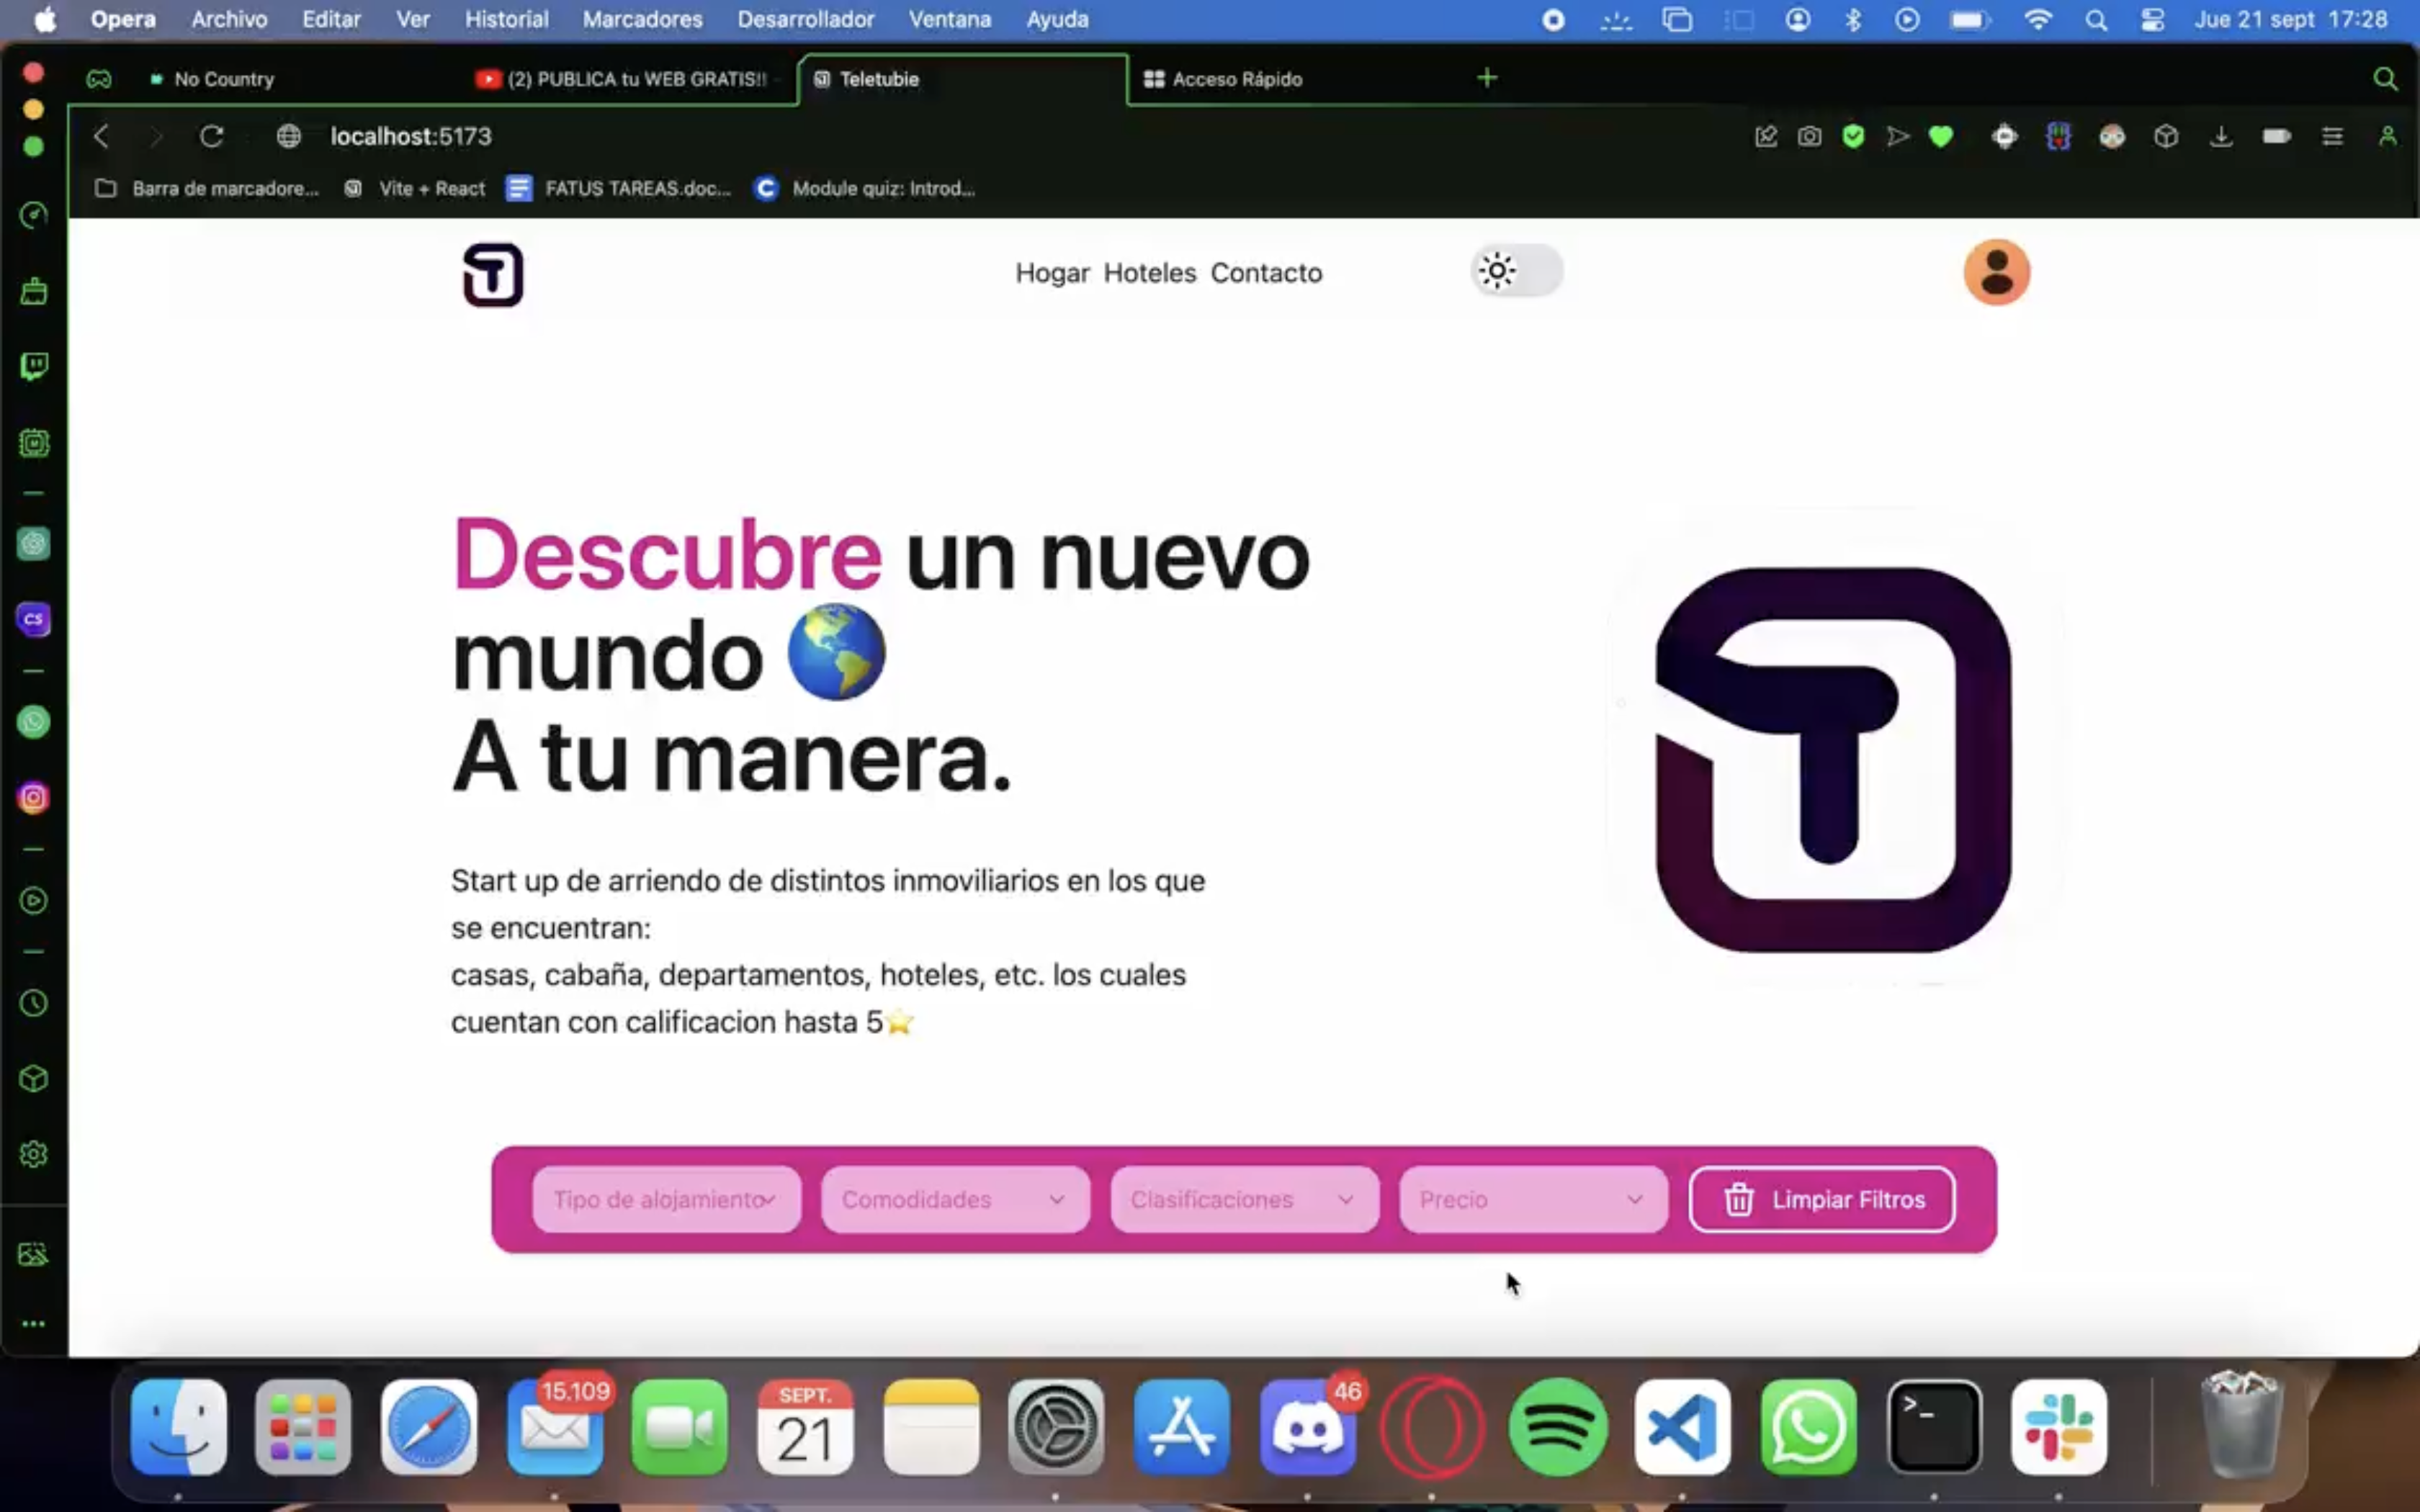 Opera Archivo Editar Ver Historial Marcadores Desarrollador Ventana Ayuda Jue 21 sept 17:28
No Country (2) PUBLICA tu WEB GRATIS!! - Teletubie Acceso Rápido
localhost:5173
Barra de marcadore... Vite + React FATUS TAREAS.doc... C Module quiz: Introd...
T Hogar Hoteles Contacto
CS
Descubre un nuevo
mundo
A tu manera.
T
Start up de arriendo de distintos inmoviliarios en los que
se encuentran:
casas, cabaña, departamentos, hoteles, etc. los cuales
cuentan con calificacion hasta 5
Tipo de alojamiento Comodidades Clasificaciones Precio Limpiar Filtros
15.109 SEPT. 46
21 >_